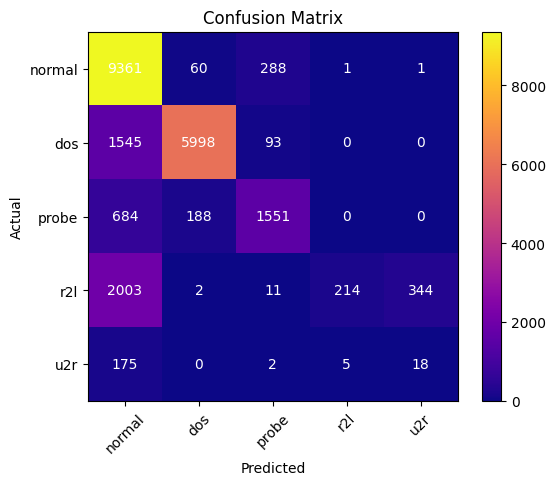 Confusion Matrix
normal 9361 60 288 1 1
dos 1545 5998 93 0 0
probe 684 188 1551 0 0
r2l 2003 2 11 214 344
u2r 175 0 2 5 18
normal dos probe r2l u2r
Predicted
Actual
8000
6000
4000
2000
0